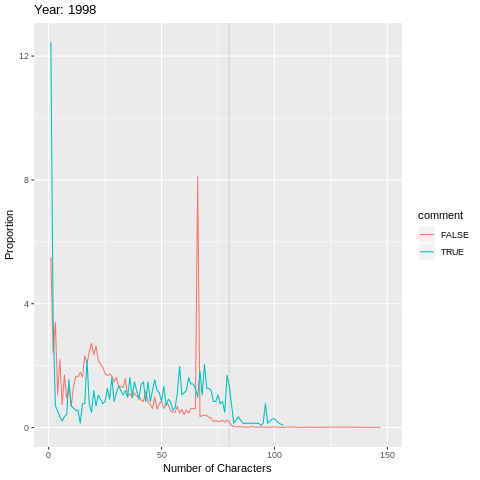 Year: 1998
12
8
4
0
Proportion
0
50
100
150
Number of Characters
comment
FALSE
TRUE